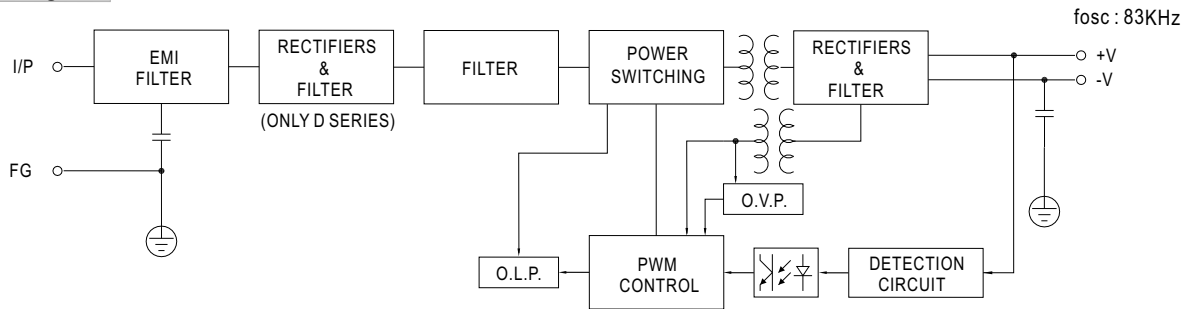 fosc : 83KHz
I/P
EMI
FILTER
RECTIFIERS
&
FILTER
(ONLY D SERIES)
FILTER
POWER
SWITCHING
RECTIFIERS
&
FILTER
+V
-V
FG
O.V.P.
O.L.P.
PWM
CONTROL
DETECTION
CIRCUIT